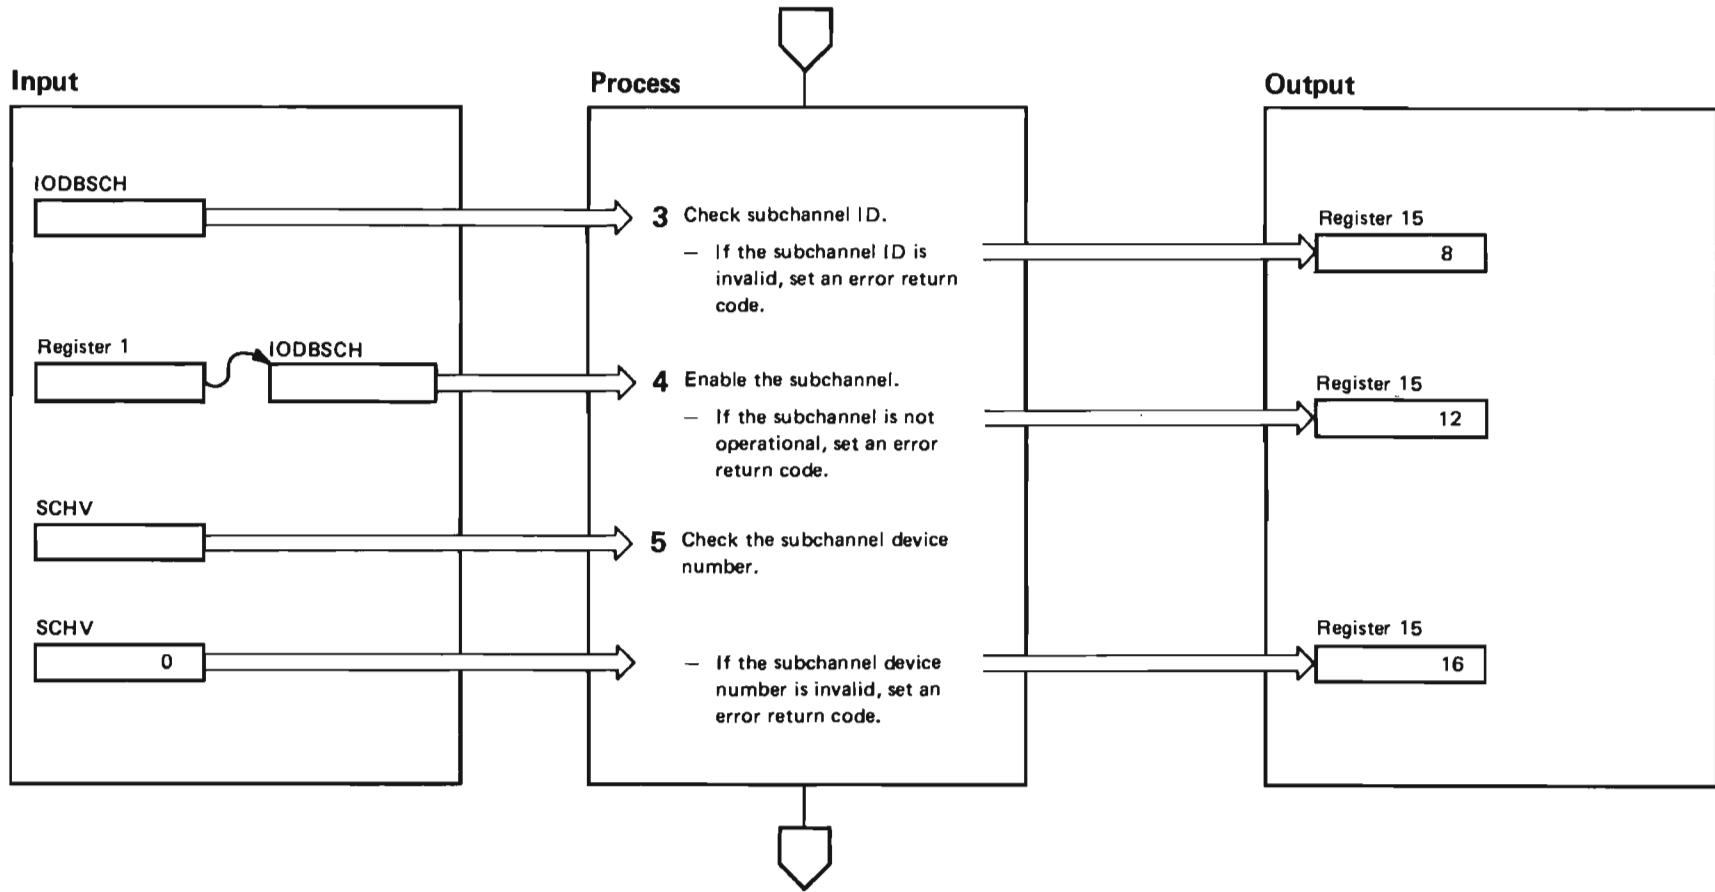 Input
Process
Output
IODBSCH
3 Check subchannel ID.
— If the subchannel ID is
invalid, set an error return
code.
Register 15
8
Register 1
IODBSCH
4 Enable the subchannel.
— If the subchannel is not
operational, set an error
return code.
Register 15
12
SCHV
5 Check the subchannel device
number.
SCHV
0
— If the subchannel device
number is invalid, set an
error return code.
Register 15
16